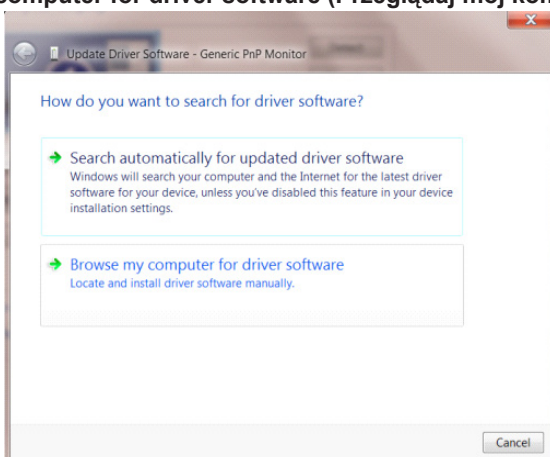 computer for driver software (Przeglądaj mój kom
Update Driver Software - Generic PnP Monitor
How do you want to search for driver software?
Search automatically for updated driver software
Windows will search your computer and the Internet for the latest driver
software for your device, unless you've disabled this feature in your device
installation settings.
Browse my computer for driver software
Locate and install driver software manually.
Cancel